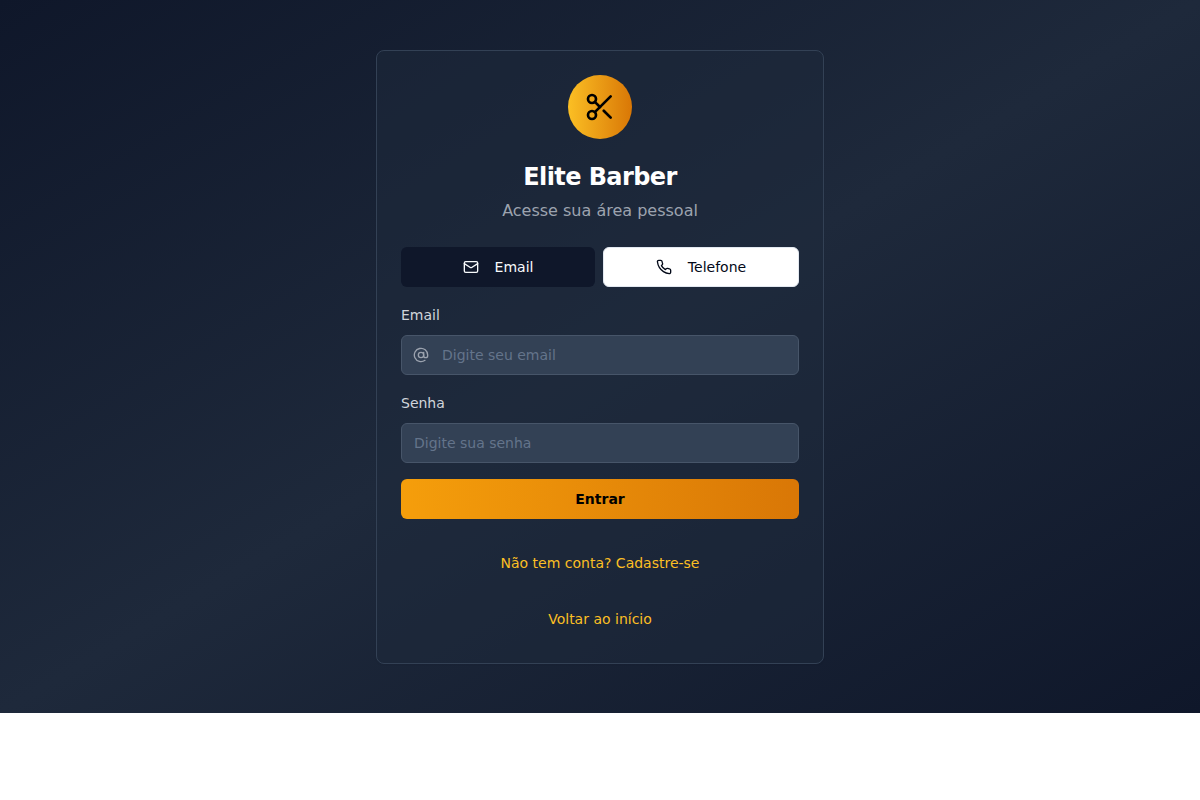 Elite Barber
Acesse sua área pessoal
Email
Telefone
Email
Digite seu email
Senha
Digite sua senha
Entrar
Não tem conta? Cadastre-se
Voltar ao início